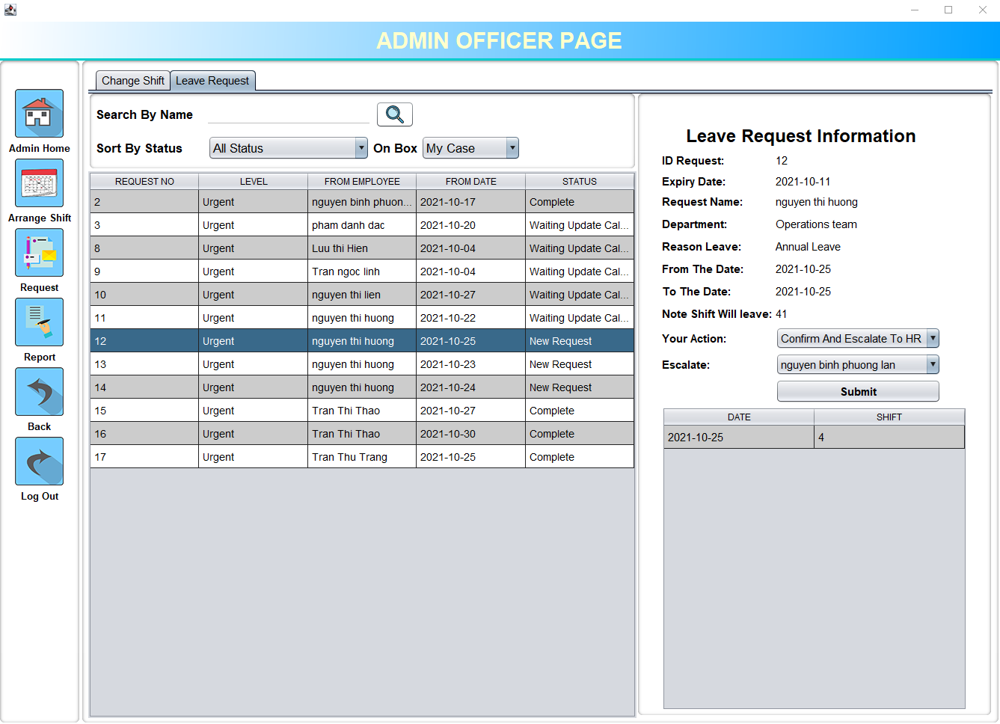 ADMIN OFFICER PAGE
Admin Home
Arrange Shift
Request
Report
Back
Log Out
Change Shift Leave Request
Search By Name
Sort By Status All Status On Box My Case
REQUEST NO LEVEL FROM EMPLOYEE FROM DATE STATUS
2 Urgent nguyen binh phuon... 2021-10-17 Complete
3 Urgent pham danh dac 2021-10-20 Waiting Update Cal...
8 Urgent Luu thi Hien 2021-10-04 Waiting Update Cal...
9 Urgent Tran ngoc linh 2021-10-04 Waiting Update Cal...
10 Urgent nguyen thi lien 2021-10-27 Waiting Update Cal...
11 Urgent nguyen thi huong 2021-10-22 Waiting Update Cal...
12 Urgent nguyen thi huong 2021-10-25 New Request
13 Urgent nguyen thi huong 2021-10-23 New Request
14 Urgent nguyen thi huong 2021-10-24 New Request
15 Urgent Tran Thi Thao 2021-10-27 Complete
16 Urgent Tran Thi Thao 2021-10-30 Complete
17 Urgent Tran Thu Trang 2021-10-25 Complete
Leave Request Information
ID Request: 12
Expiry Date: 2021-10-11
Request Name: nguyen thi huong
Department: Operations team
Reason Leave: Annual Leave
From The Date: 2021-10-25
To The Date: 2021-10-25
Note Shift Will leave: 41
Your Action: Confirm And Escalate To HR
Escalate: nguyen binh phuong lan
Submit
DATE SHIFT
2021-10-25 4